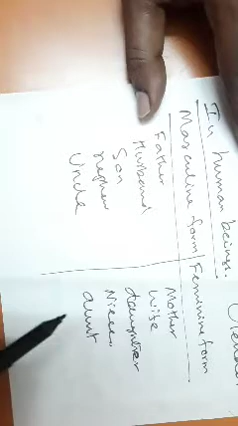 In human beings.
Masculine form Feminine form
Father Mother
Husband Wife
Son daughter
nephew Niece
Uncle aunt